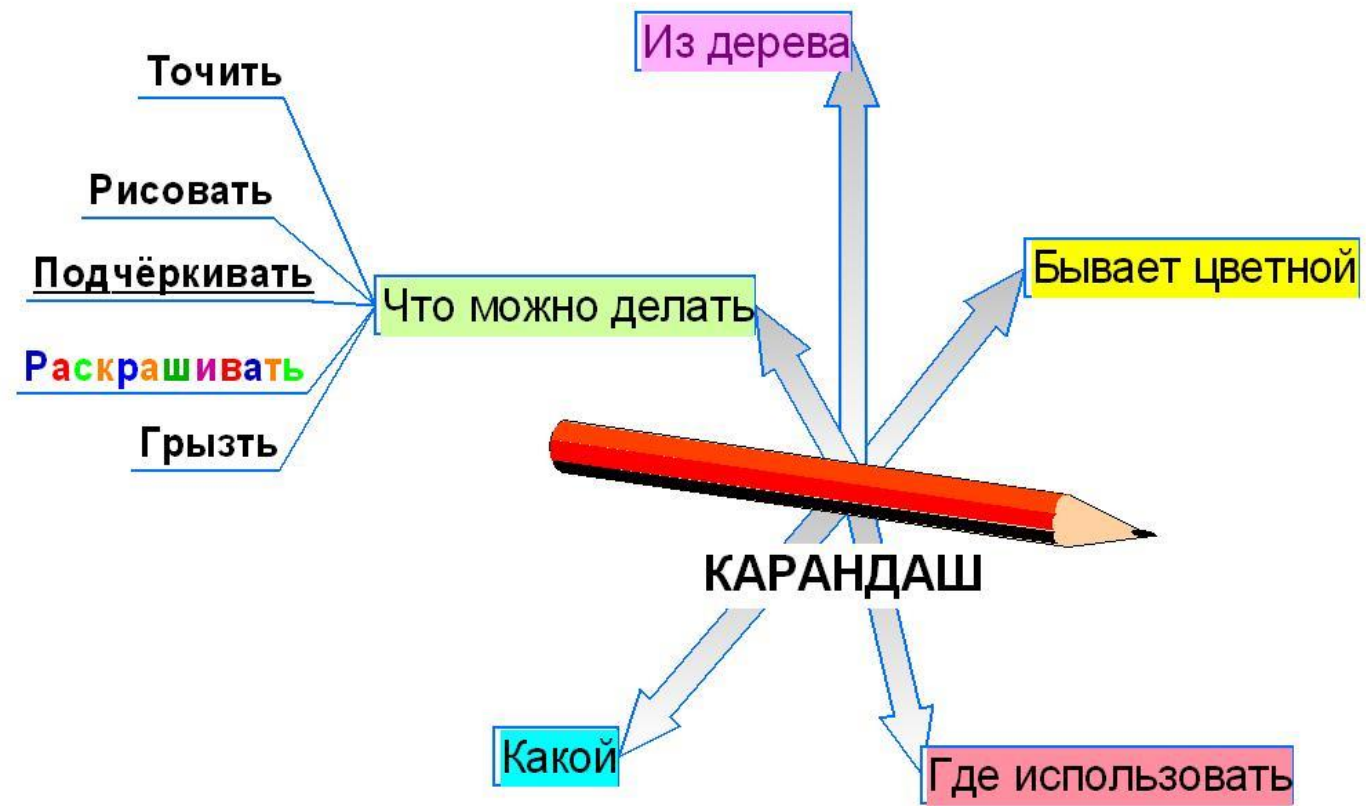 Из дерева
Точить
Рисовать
Подчёркивать
Раскрашивать
Грызть
Что можно делать
Бывает цветной
КАРАНДАШ
Какой
Где использовать